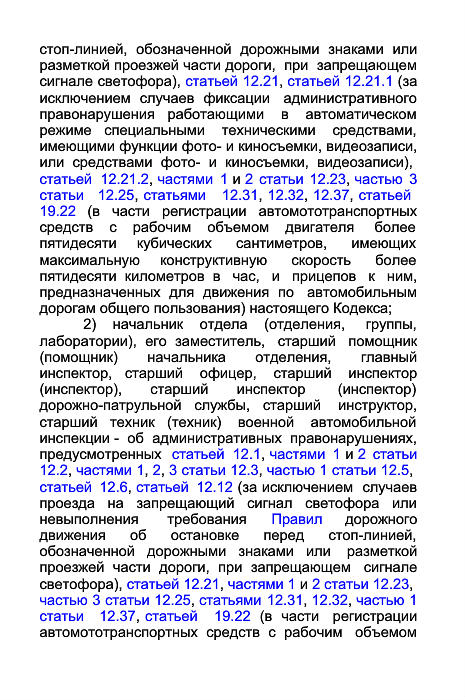 стоп-линией, обозначенной дорожными знаками или
разметкой проезжей части дороги, при запрещающем
сигнале светофора), статьей 12.21, статьей 12.21.1 (за
исключением случаев фиксации административного
правонарушения работающими в автоматическом
режиме специальными техническими средствами,
имеющими функции фото- и киносъемки, видеозаписи,
или средствами фото- и киносъемки, видеозаписи),
статьей 12.21.2, частями 1 и 2 статьи 12.23, частью 3
статьи 12.25, статьями 12.31, 12.32, 12.37, статьей
19.22 (в части регистрации автомототранспортных
средств с рабочим объемом двигателя более
пятидесяти кубических сантиметров, имеющих
максимальную конструктивную скорость более
пятидесяти километров в час, и прицепов к ним,
предназначенных для движения по автомобильным
дорогам общего пользования) настоящего Кодекса;
2) начальник отдела (отделения, группы,
лаборатории), его заместитель, старший помощник
(помощник) начальника отделения, главный
инспектор, старший офицер, старший инспектор
(инспектор), старший инспектор (инспектор)
дорожно-патрульной службы, старший инструктор,
старший техник (техник) военной автомобильной
инспекции - об административных правонарушениях,
предусмотренных статьей 12.1, частями 1 и 2 статьи
12.2, частями 1, 2, 3 статьи 12.3, частью 1 статьи 12.5,
статьей 12.6, статьей 12.12 (за исключением случаев
проезда на запрещающий сигнал светофора или
невыполнения требования Правил дорожного
движения об остановке перед стоп-линией,
обозначенной дорожными знаками или разметкой
проезжей части дороги, при запрещающем сигнале
светофора), статьей 12.21, частями 1 и 2 статьи 12.23,
частью 3 статьи 12.25, статьями 12.31, 12.32, частью 1
статьи 12.37, статьей 19.22 (в части регистрации
автомототранспортных средств с рабочим объемом